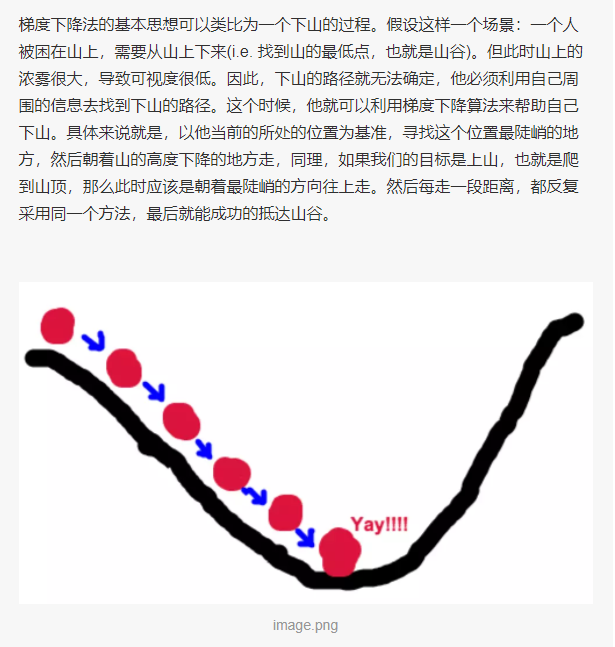 梯度下降法的基本思想可以类比为一个下山的过程。假设这样一个场景：一个人
被困在山上，需要从山上下来(i.e. 找到山的最低点，也就是山谷)。但此时山上的
浓雾很大，导致可视度很低。因此，下山的路径就无法确定，他必须利用自己周
围的信息去找到下山的路径。这个时候，他就可以利用梯度下降算法来帮助自己
下山。具体来说就是，以他当前的所处的位置为基准，寻找这个位置最陡峭的地
方，然后朝着山的高度下降的地方走，同理，如果我们的目标是上山，也就是爬
到山顶，那么此时应该是朝着最陡峭的方向往上走。然后每走一段距离，都反复
采用同一个方法，最后就能成功的抵达山谷。
Yay!!!!
image.png